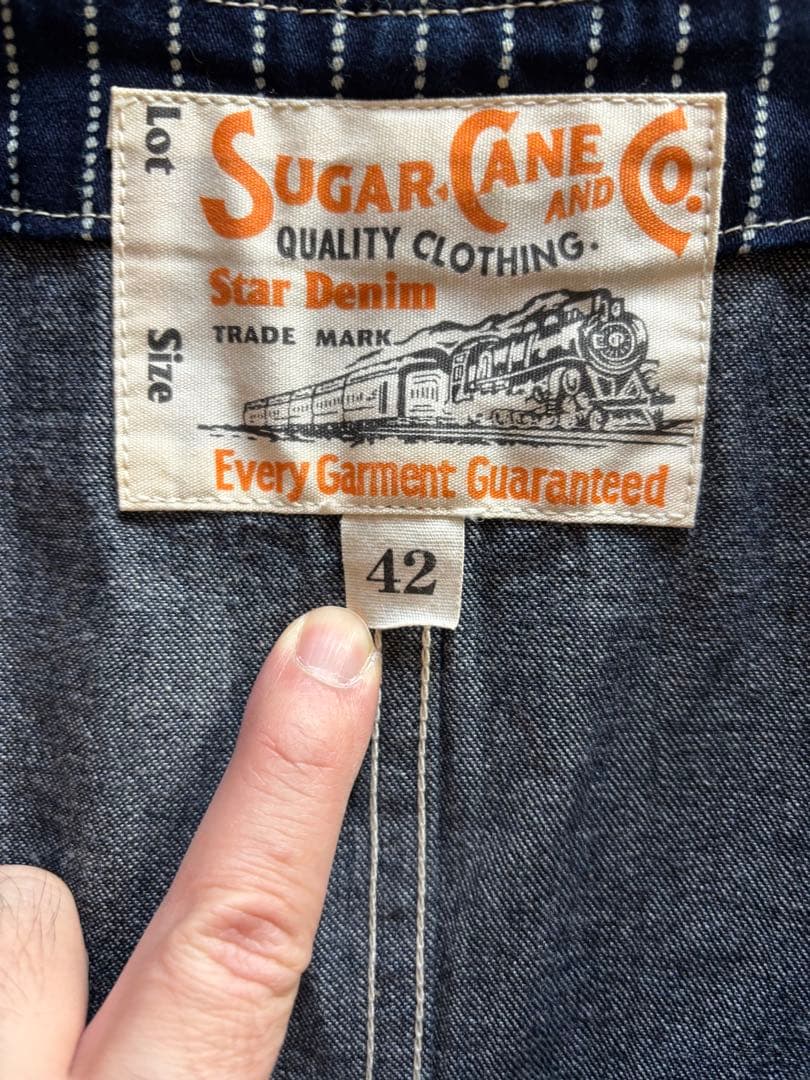 Lot
SUGAR CANE AND CO.
QUALITY CLOTHING.
Star Denim
TRADE MARK
Size
Every Garment Guaranteed
42